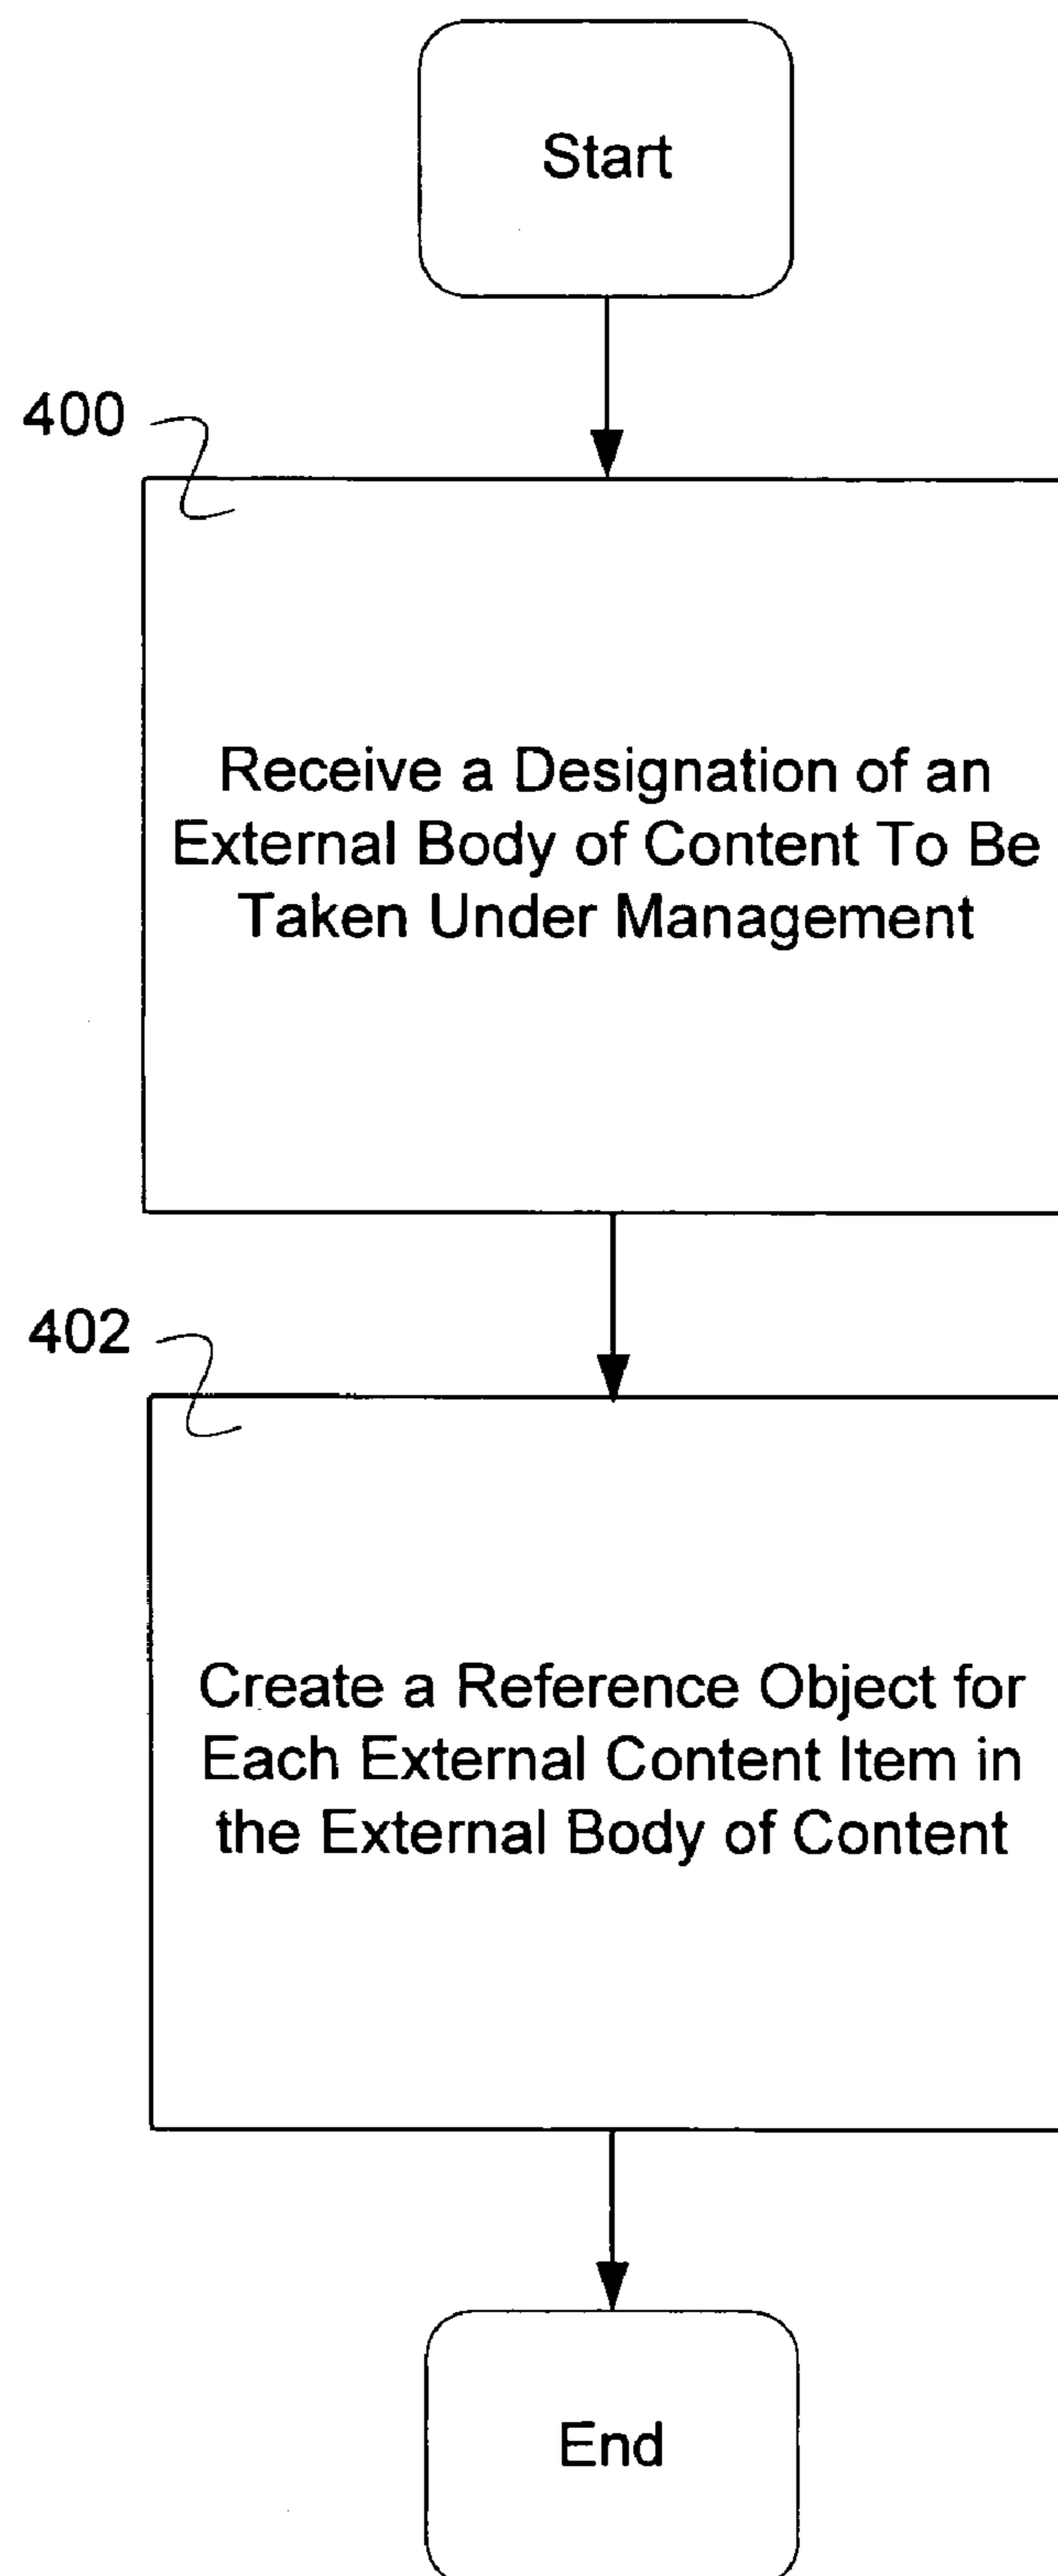 Start
400
Receive a Designation of an
External Body of Content To Be
Taken Under Management
402
Create a Reference Object for
Each External Content Item in
the External Body of Content
End